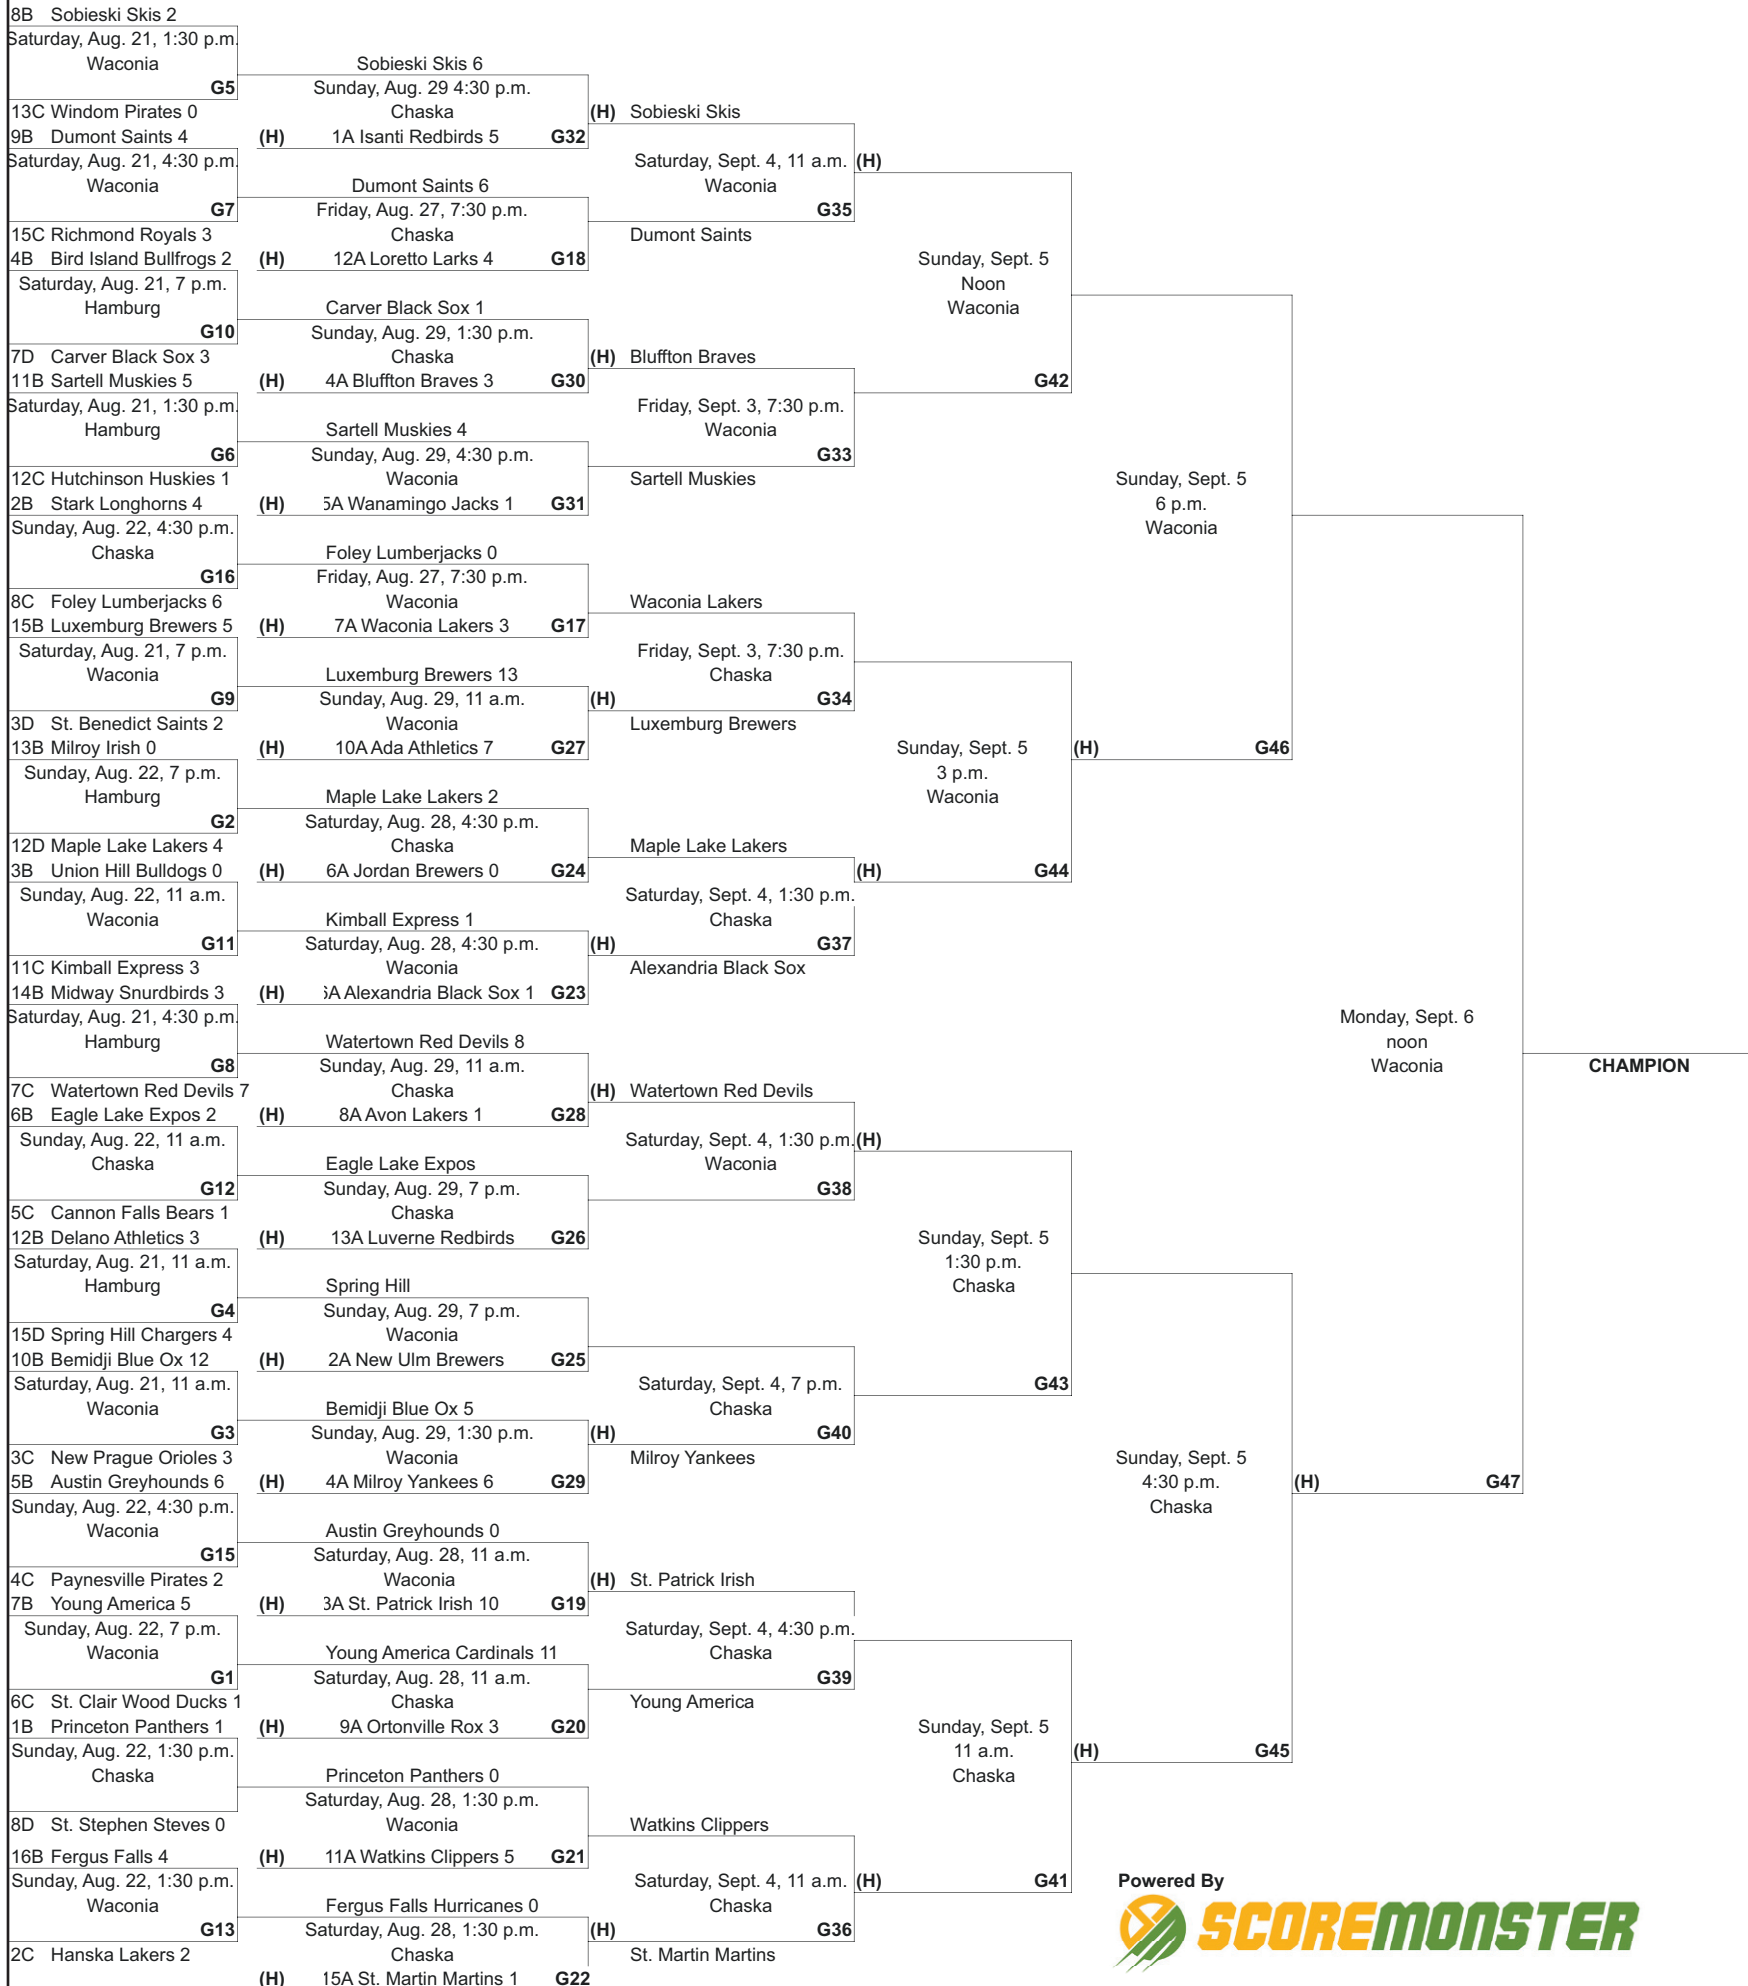 8B Sobieski Skis 2
Saturday, Aug. 21, 1:30 p.m.
Waconia
G5
13C Windom Pirates 0
9B Dumont Saints 4
Saturday, Aug. 21, 4:30 p.m.
Waconia
G7
15C Richmond Royals 3
4B Bird Island Bullfrogs 2
Saturday, Aug. 21, 7 p.m.
Hamburg
G10
7D Carver Black Sox 3
11B Sartell Muskies 5
Saturday, Aug. 21, 1:30 p.m.
Hamburg
G6
12C Hutchinson Huskies 1
2B Stark Longhorns 4
Sunday, Aug. 22, 4:30 p.m.
Chaska
G16
8C Foley Lumberjacks 6
15B Luxemburg Brewers 5
Saturday, Aug. 21, 7 p.m.
Waconia
G9
3D St. Benedict Saints 2
13B Milroy Irish 0
Sunday, Aug. 22, 7 p.m.
Hamburg
G2
12D Maple Lake Lakers 4
3B Union Hill Bulldogs 0
Sunday, Aug. 22, 11 a.m.
Waconia
G11
11C Kimball Express 3
14B Midway Snurdbirds 3
Saturday, Aug. 21, 4:30 p.m.
Hamburg
G8
7C Watertown Red Devils 7
6B Eagle Lake Expos 2
Sunday, Aug. 22, 11 a.m.
Chaska
G12
5C Cannon Falls Bears 1
12B Delano Athletics 3
Saturday, Aug. 21, 11 a.m.
Hamburg
G4
15D Spring Hill Chargers 4
10B Bemidji Blue Ox 12
Saturday, Aug. 21, 11 a.m.
Waconia
G3
3C New Prague Orioles 3
5B Austin Greyhounds 6
Sunday, Aug. 22, 4:30 p.m.
Waconia
G15
4C Paynesville Pirates 2
7B Young America 5
Sunday, Aug. 22, 7 p.m.
Waconia
G1
6C St. Clair Wood Ducks 1
1B Princeton Panthers 1
Sunday, Aug. 22, 1:30 p.m.
Chaska
8D St. Stephen Steves 0
16B Fergus Falls 4
Sunday, Aug. 22, 1:30 p.m.
Waconia
G13
2C Hanska Lakers 2
Sobieski Skis 6
Sunday, Aug. 29 4:30 p.m.
Chaska
(H) 1A Isanti Redbirds 5 G32
Dumont Saints 6
Friday, Aug. 27, 7:30 p.m.
Chaska
(H) 12A Loretto Larks 4 G18
Carver Black Sox 1
Sunday, Aug. 29, 1:30 p.m.
Chaska
(H) 4A Bluffton Braves 3 G30
Sartell Muskies 4
Sunday, Aug. 29, 4:30 p.m.
Waconia
(H) 5A Wanamingo Jacks 1 G31
Foley Lumberjacks 0
Friday, Aug. 27, 7:30 p.m.
Waconia
(H) 7A Waconia Lakers 3 G17
Luxemburg Brewers 13
Sunday, Aug. 29, 11 a.m.
Waconia
(H) 10A Ada Athletics 7 G27
Maple Lake Lakers 2
Saturday, Aug. 28, 4:30 p.m.
Chaska
(H) 6A Jordan Brewers 0 G24
Kimball Express 1
Saturday, Aug. 28, 4:30 p.m.
Waconia
(H) Alexandria Black Sox 1 G23
Watertown Red Devils 8
Sunday, Aug. 29, 11 a.m.
Chaska
(H) 8A Avon Lakers 1 G28
Eagle Lake Expos
Sunday, Aug. 29, 7 p.m.
Chaska
(H) 13A Luverne Redbirds G26
Spring Hill
Sunday, Aug. 29, 7 p.m.
Waconia
(H) 2A New Ulm Brewers G25
Bemidji Blue Ox 5
Sunday, Aug. 29, 1:30 p.m.
Waconia
(H) 4A Milroy Yankees 6 G29
Austin Greyhounds 0
Saturday, Aug. 28, 11 a.m.
Waconia
(H) 3A St. Patrick Irish 10 G19
Young America Cardinals 11
Saturday, Aug. 28, 11 a.m.
Chaska
(H) 9A Ortonville Rox 3 G20
Princeton Panthers 0
Saturday, Aug. 28, 1:30 p.m.
Waconia
(H) 11A Watkins Clippers 5 G21
Fergus Falls Hurricanes 0
Saturday, Aug. 28, 1:30 p.m.
Chaska
(H) 15A St. Martin Martins 1 G22
(H) Sobieski Skis
Saturday, Sept. 4, 11 a.m.
Waconia
G35
Dumont Saints
(H) Bluffton Braves
Friday, Sept. 3, 7:30 p.m.
Waconia
G33
Sartell Muskies
Waconia Lakers
Friday, Sept. 3, 7:30 p.m.
Chaska
(H) G34
Luxemburg Brewers
Maple Lake Lakers
Saturday, Sept. 4, 1:30 p.m.
Chaska
(H) G37
Alexandria Black Sox
(H) Watertown Red Devils
Saturday, Sept. 4, 1:30 p.m.
Waconia
G38
Saturday, Sept. 4, 7 p.m.
Chaska
(H) G40
Milroy Yankees
(H) St. Patrick Irish
Saturday, Sept. 4, 4:30 p.m.
Chaska
G39
Young America
Watkins Clippers
Saturday, Sept. 4, 11 a.m.
Chaska
(H) G36
St. Martin Martins
(H)
Sunday, Sept. 5
Noon
Waconia
G42
Sunday, Sept. 5
3 p.m.
Waconia
(H) G44
(H)
Sunday, Sept. 5
1:30 p.m.
Chaska
G43
Sunday, Sept. 5
11 a.m.
Chaska
(H) G41
Sunday, Sept. 5
6 p.m.
Waconia
(H) G46
Sunday, Sept. 5
4:30 p.m.
Chaska
(H) G45
Monday, Sept. 6
noon
Waconia
(H) G47
CHAMPION
Powered By
SCOREMONSTER